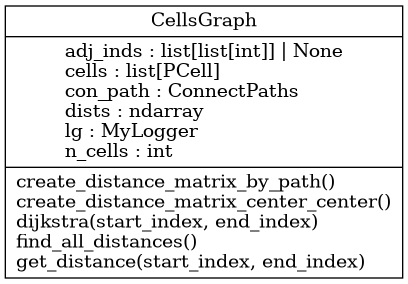 CellsGraph
adj_inds : list[list[int]] | None
cells : list[PCell]
con_path : ConnectPaths
dists : ndarray
lg : MyLogger
n_cells : int
create_distance_matrix_by_path()
create_distance_matrix_center_center()
dijkstra(start_index, end_index)
find_all_distances()
get_distance(start_index, end_index)